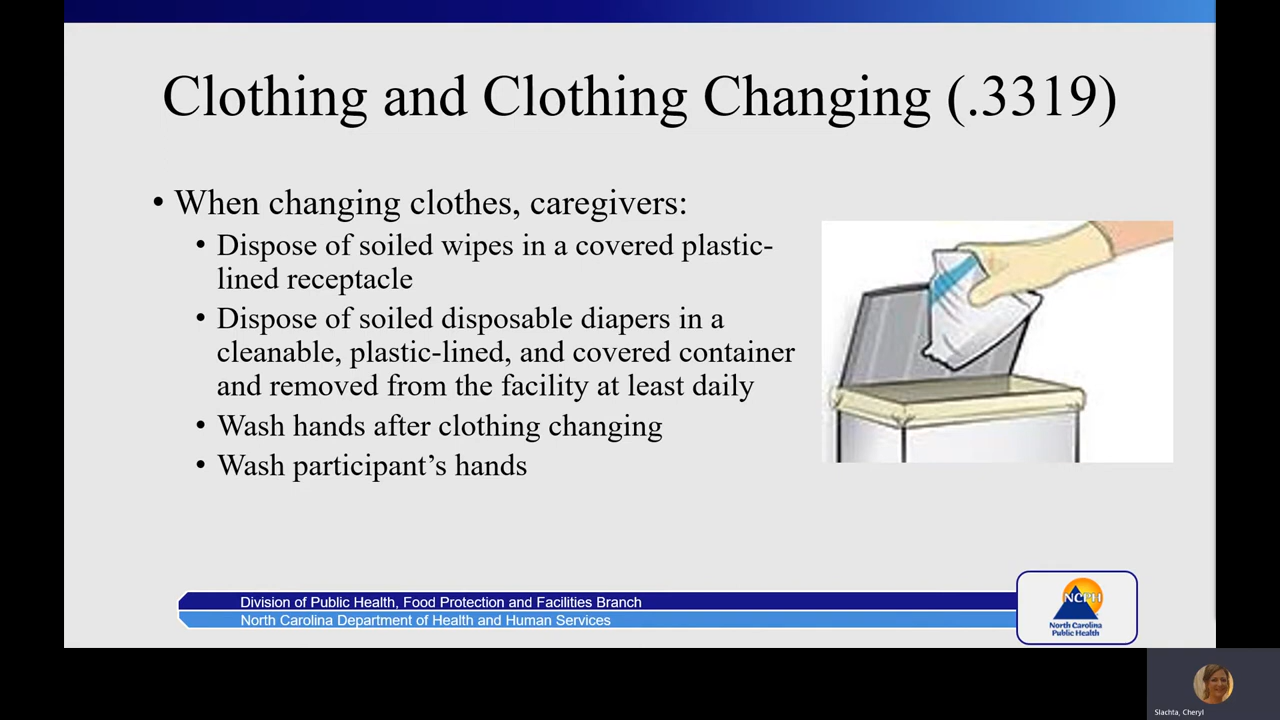 Clothing and Clothing Changing (.3319)
• When changing clothes, caregivers:
• Dispose of soiled wipes in a covered plastic-
lined receptacle
• Dispose of soiled disposable diapers in a
cleanable, plastic-lined, and covered container
and removed from the facility at least daily
• Wash hands after clothing changing
• Wash participant’s hands
Division of Public Health, Food Protection and Facilities Branch
North Carolina Department of Health and Human Services
NCPH
North Carolina
Public Health
Slachta, Cheryl